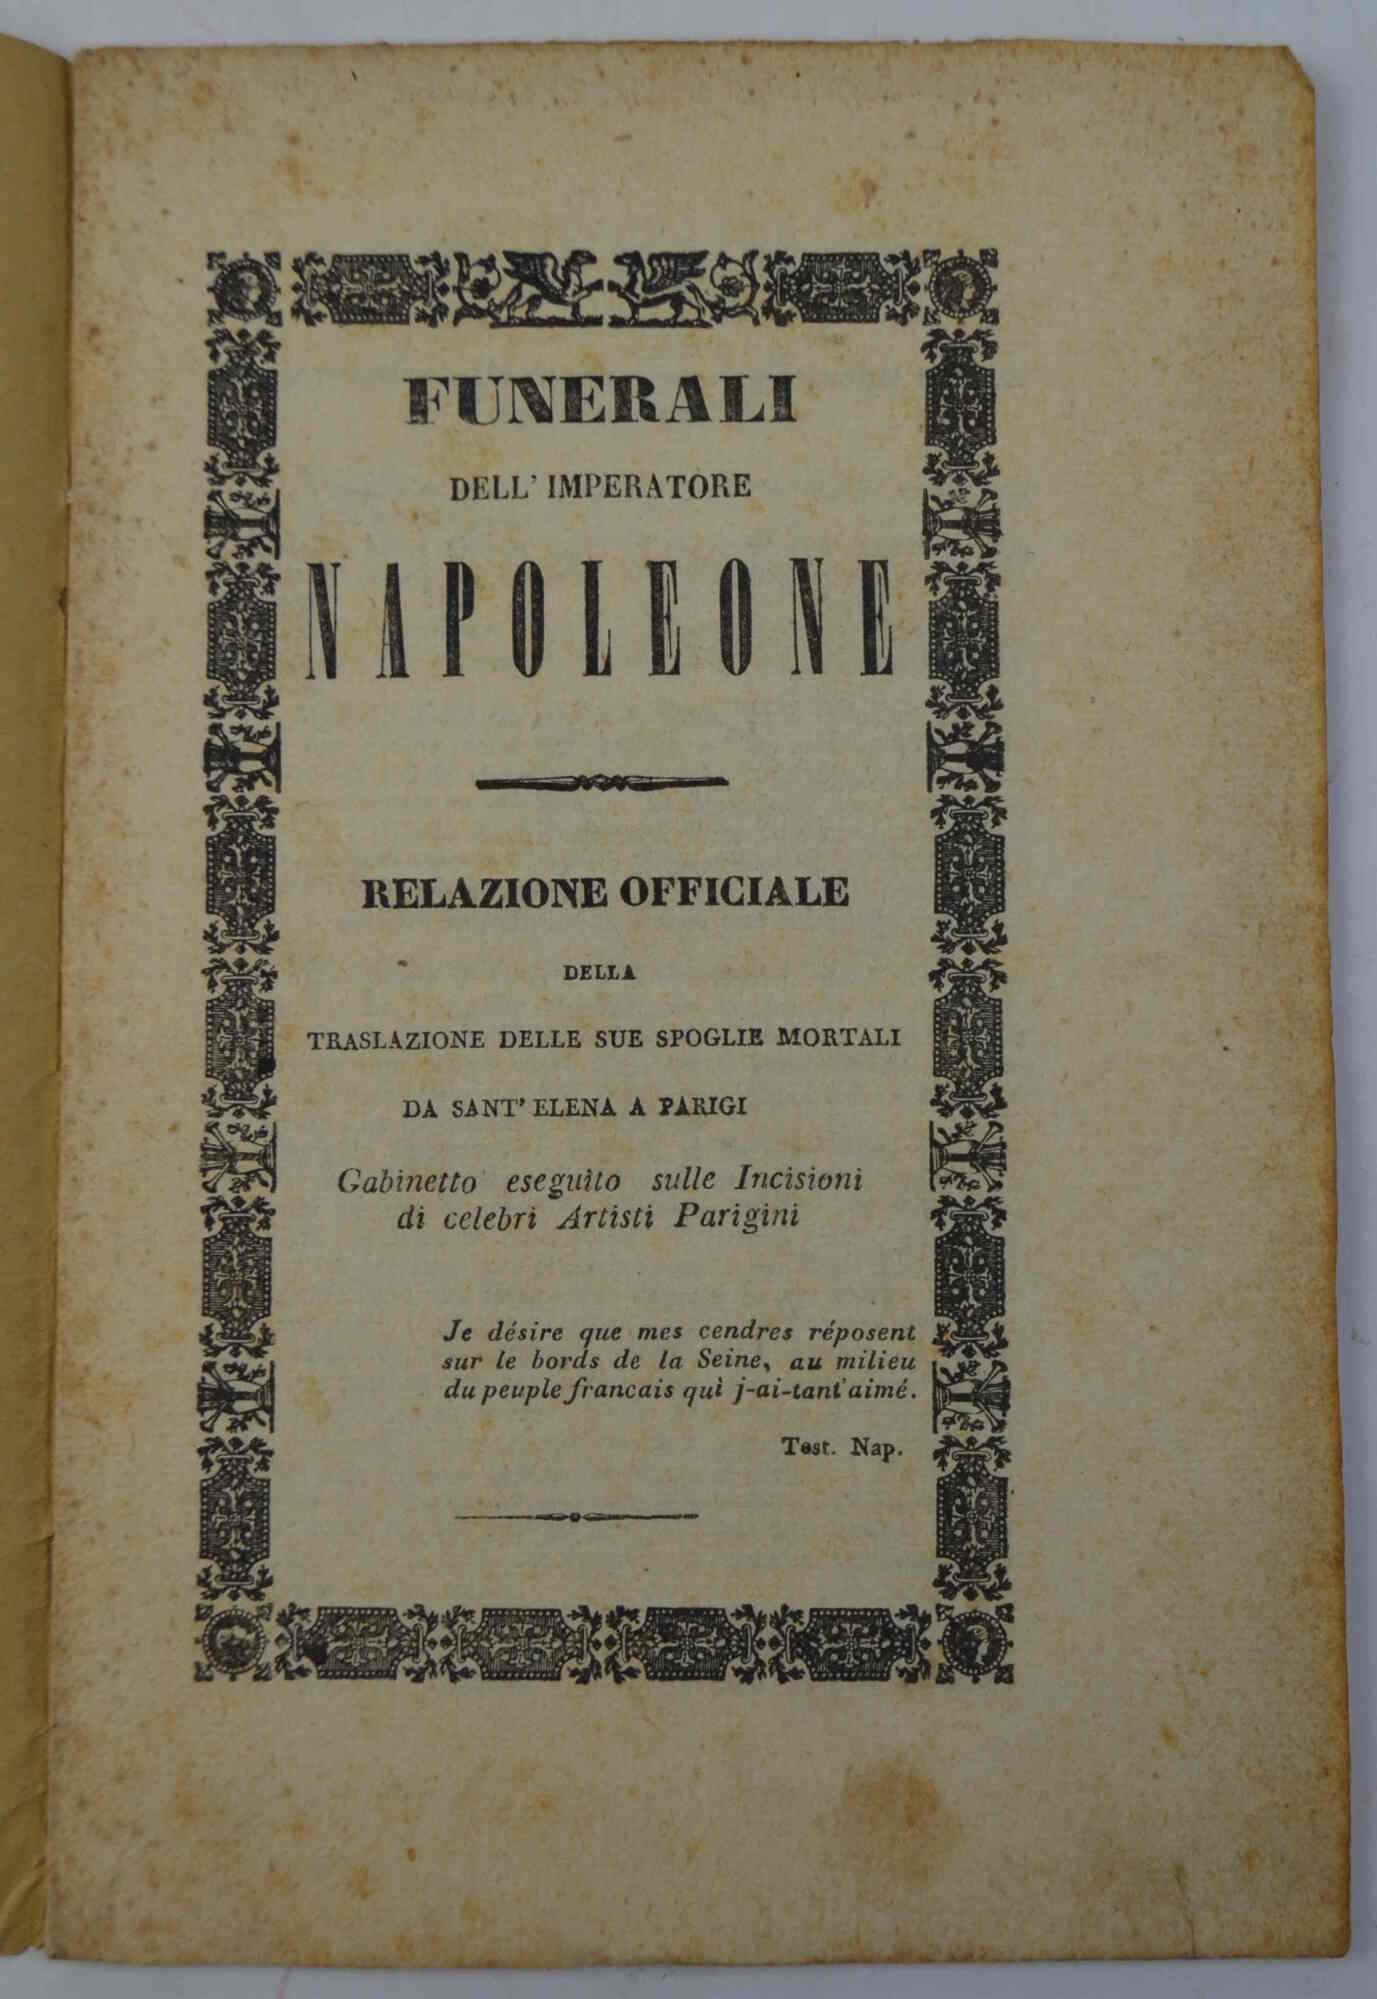 FUNERALI
DELL' IMPERATORE
NAPOLEONE
RELAZIONE OFFICIALE
DELLA
TRASLAZIONE DELLE SUE SPOGLIE MORTALI
DA SANT' ELENA A PARIGI
Gabinetto eseguìto sulle Incisioni
di celebri Artisti Parigini
Je désire que mes cendres réposent
sur le bords de la Seine, au milieu
du peuple francais quì j-ai-tant'aimé.
Test. Nap.